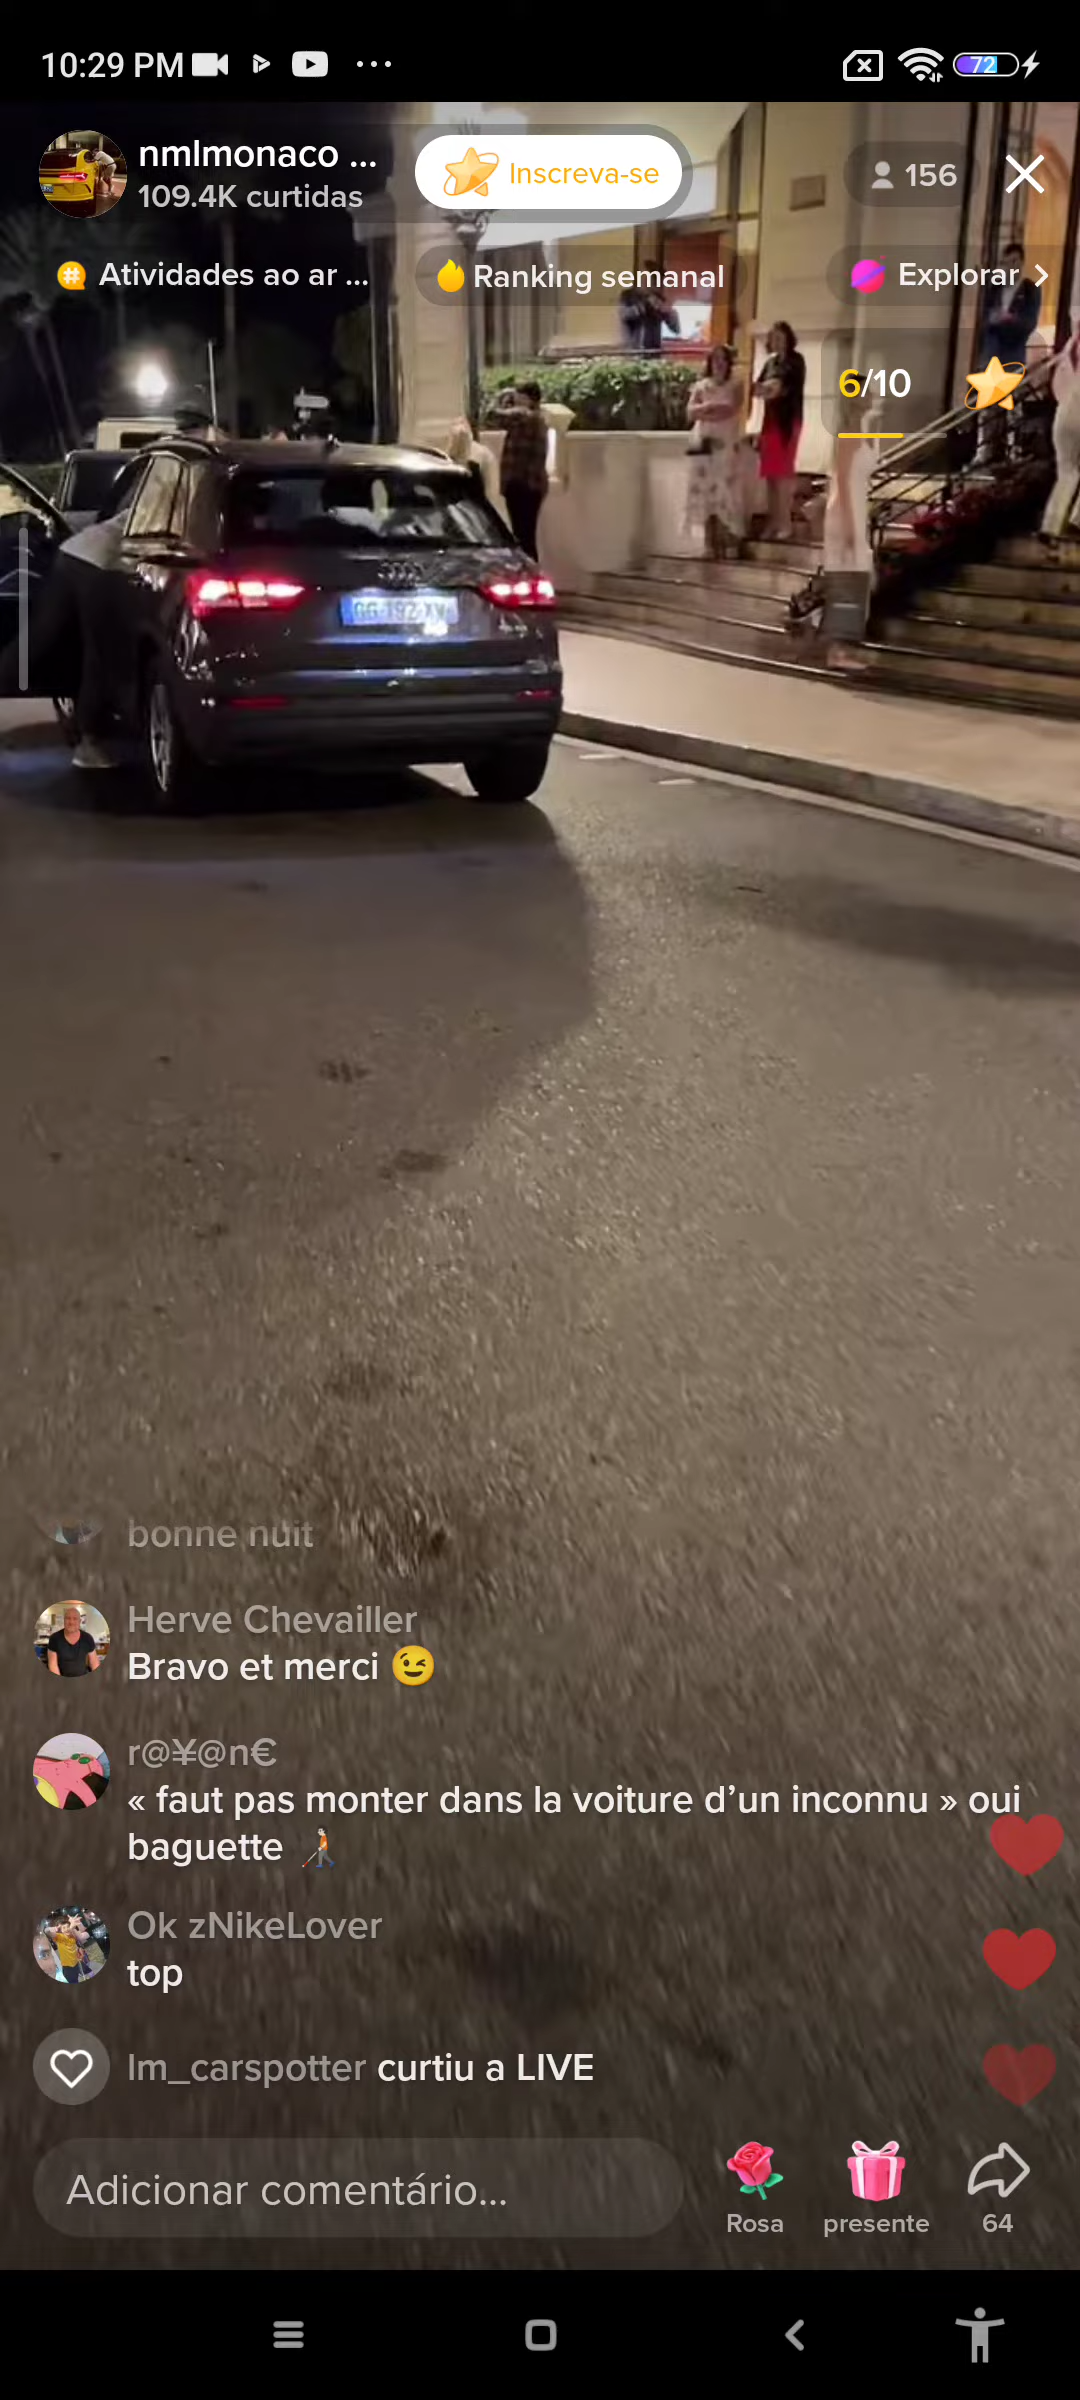 10:29 PM
72
nmlmonaco ...
109.4K curtidas
Inscreva-se
156
Atividades ao ar ...
Ranking semanal
Explorar
6/10
bonne nuit
Herve Chevailler
Bravo et merci 😉
r@¥@n€
« faut pas monter dans la voiture d’un inconnu » oui
baguette 👨🏻‍🦯
Ok zNikeLover
top
lm_carspotter curtiu a LIVE
Adicionar comentário...
Rosa
presente
64